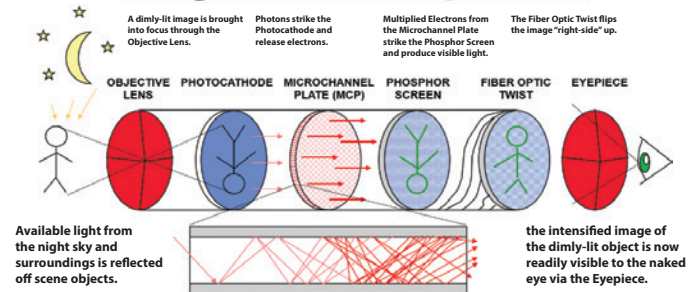 A dimly-lit image is brought
into focus through the
Objective Lens.
Photons strike the
Photocathode and
release electrons.
Multiplied Electrons from
the Microchannel Plate
strike the Phosphor Screen
and produce visible light.
The Fiber Optic Twist flips
the image "right-side" up.
OBJECTIVE
LENS
PHOTOCATHODE
MICROCHANNEL
PLATE (MCP)
PHOSPHOR
SCREEN
FIBER OPTIC
TWIST
EYEPIECE
Available light from
the night sky and
surroundings is reflected
off scene objects.
the intensified image of
the dimly-lit object is now
readily visible to the naked
eye via the Eyepiece.